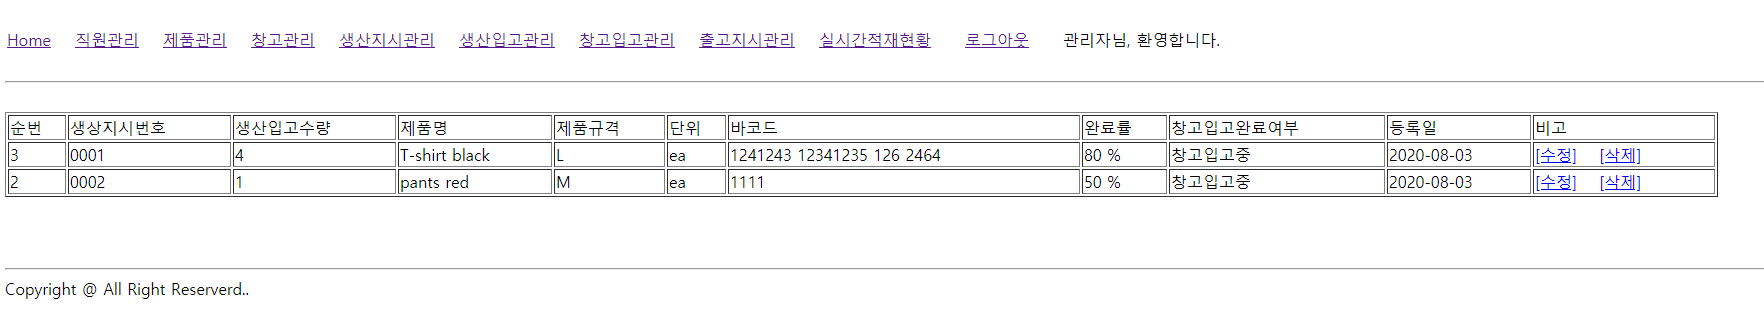 Home 직원관리 제품관리 창고관리 생산지시관리 생산입고관리 창고입고관리 출고지시관리 실시간적재현황 로그아웃 관리자님, 환영합니다.
순번 생상지시번호 생산입고수량 제품명 제품규격 단위 바코드 완료률 창고입고완료여부 등록일 비고
3 0001 4 T-shirt black L ea 1241243 12341235 126 2464 80 % 창고입고중 2020-08-03 [수정] [삭제]
2 0002 1 pants red M ea 1111 50 % 창고입고중 2020-08-03 [수정] [삭제]
Copyright @ All Right Reserverd..